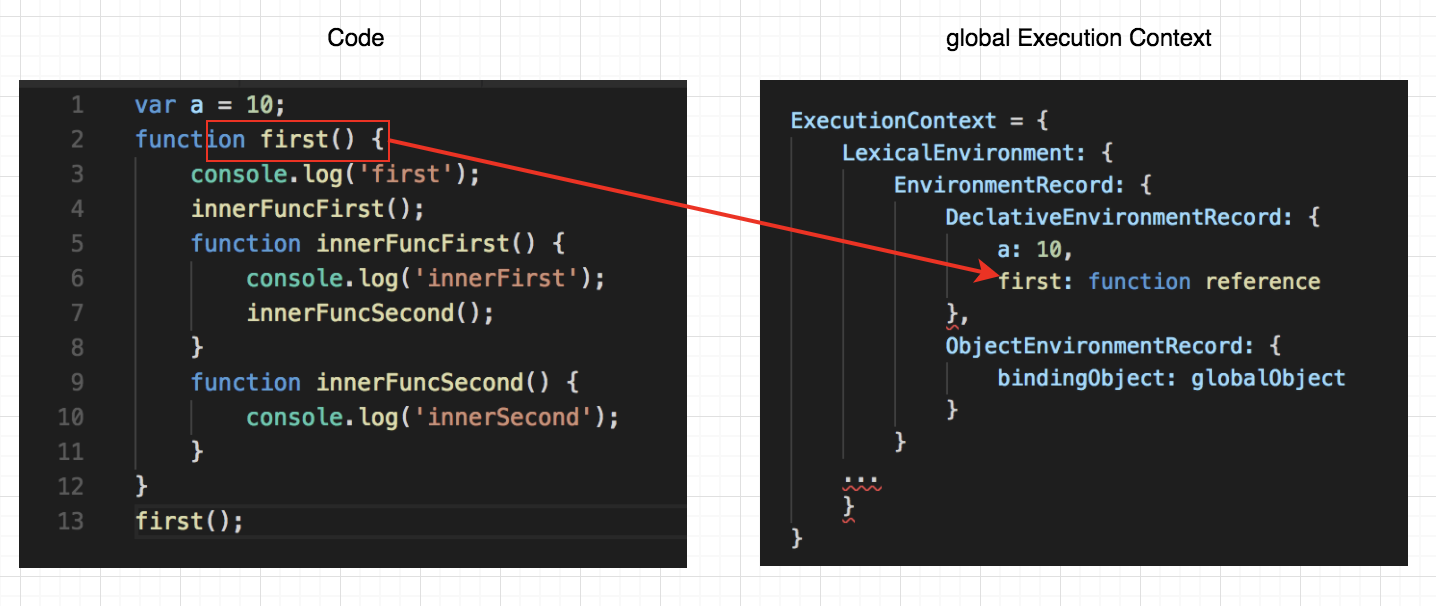 Code
1 var a = 10;
2 function first() {
3 console.log('first');
4 innerFuncFirst();
5 function innerFuncFirst() {
6 console.log('innerFirst');
7 innerFuncSecond();
8 }
9 function innerFuncSecond() {
10 console.log('innerSecond');
11 }
12 }
13 first();
global Execution Context
ExecutionContext = {
LexicalEnvironment: {
EnvironmentRecord: {
DeclativeEnvironmentRecord: {
a: 10,
first: function reference
},
ObjectEnvironmentRecord: {
bindingObject: globalObject
}
}
...
}
}